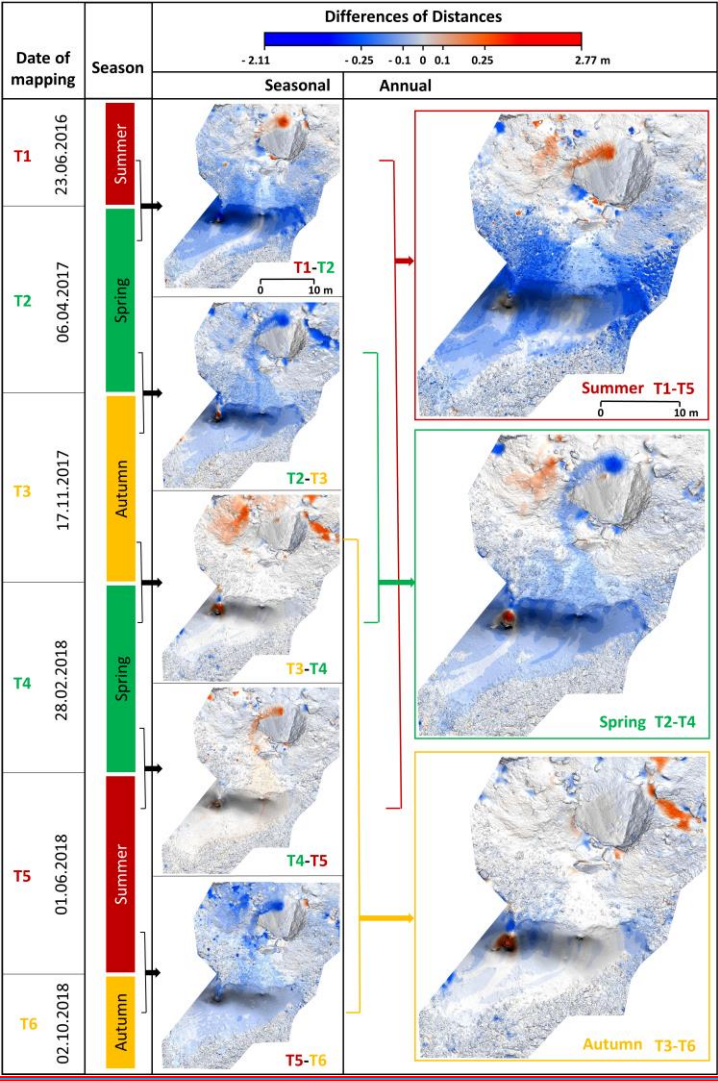 Differences of Distances
- 2.11 - 0.25 - 0.1 0 0.1 0.25 2.77 m
Date of
mapping
Season
Seasonal
Annual
T1
23.06.2016
Summer
T1-T2
0 10 m
Summer T1-T5
0 10 m
T2
06.04.2017
Spring
T2-T3
T3
17.11.2017
Autumn
T3-T4
Spring T2-T4
T4
28.02.2018
Spring
T4-T5
T5
01.06.2018
Summer
T5-T6
T6
02.10.2018
Autumn
Autumn T3-T6